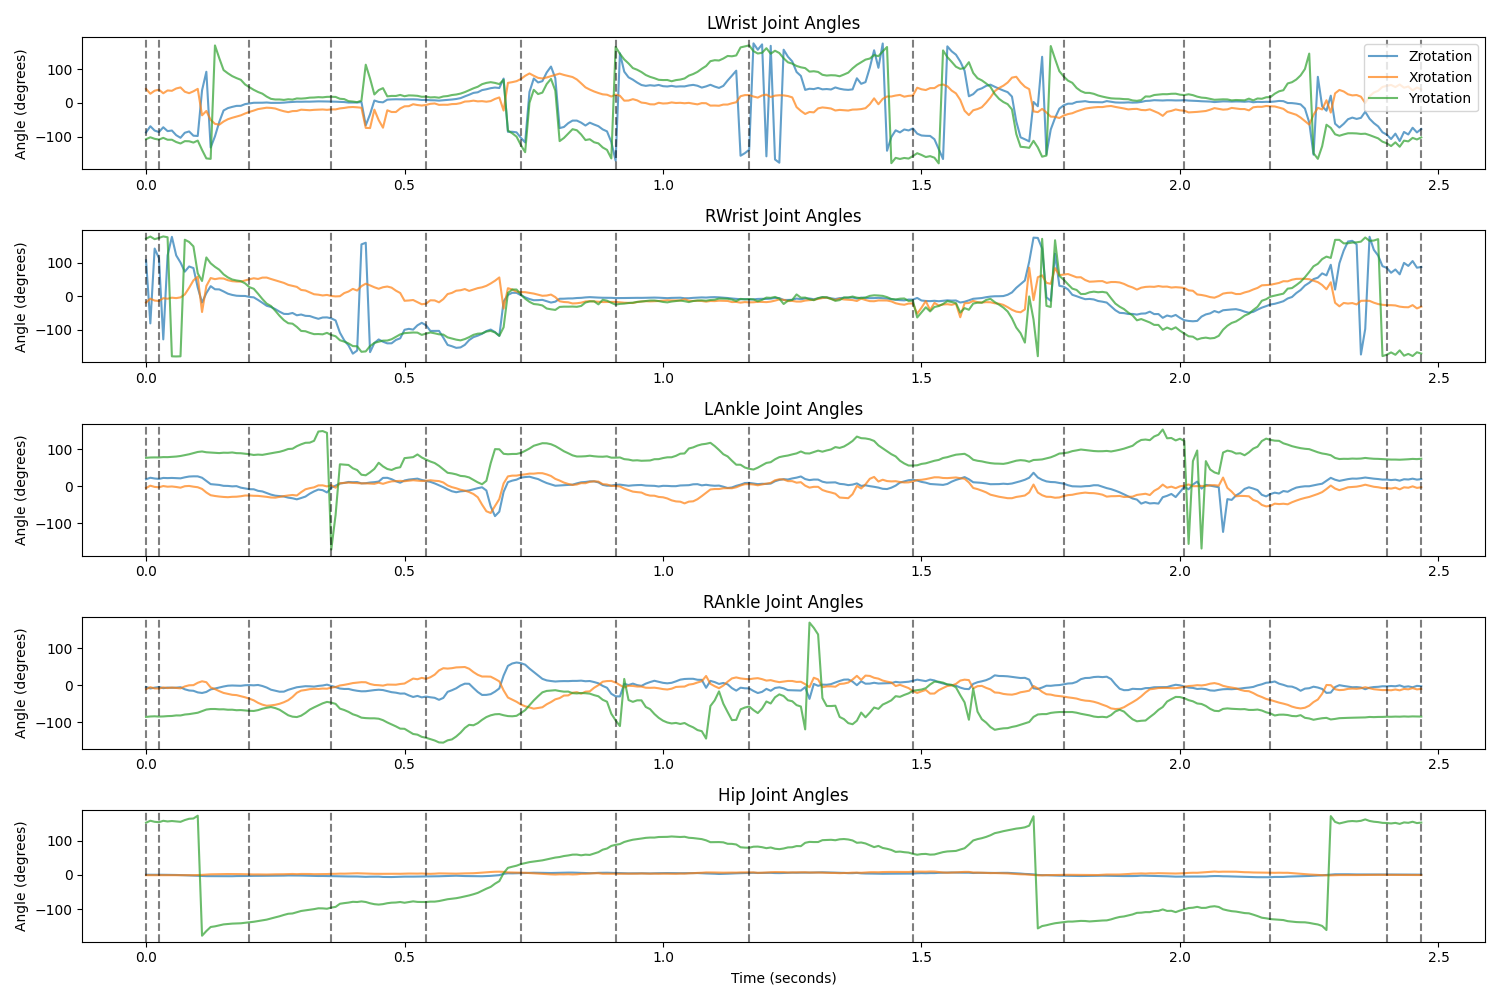 LWrist Joint Angles
Angle (degrees)
100
0
−100
Zrotation
Xrotation
Yrotation
0.0 0.5 1.0 1.5 2.0 2.5
RWrist Joint Angles
Angle (degrees)
100
0
−100
0.0 0.5 1.0 1.5 2.0 2.5
LAnkle Joint Angles
Angle (degrees)
100
0
−100
0.0 0.5 1.0 1.5 2.0 2.5
RAnkle Joint Angles
Angle (degrees)
100
0
−100
0.0 0.5 1.0 1.5 2.0 2.5
Hip Joint Angles
Angle (degrees)
100
0
−100
0.0 0.5 1.0 1.5 2.0 2.5
Time (seconds)